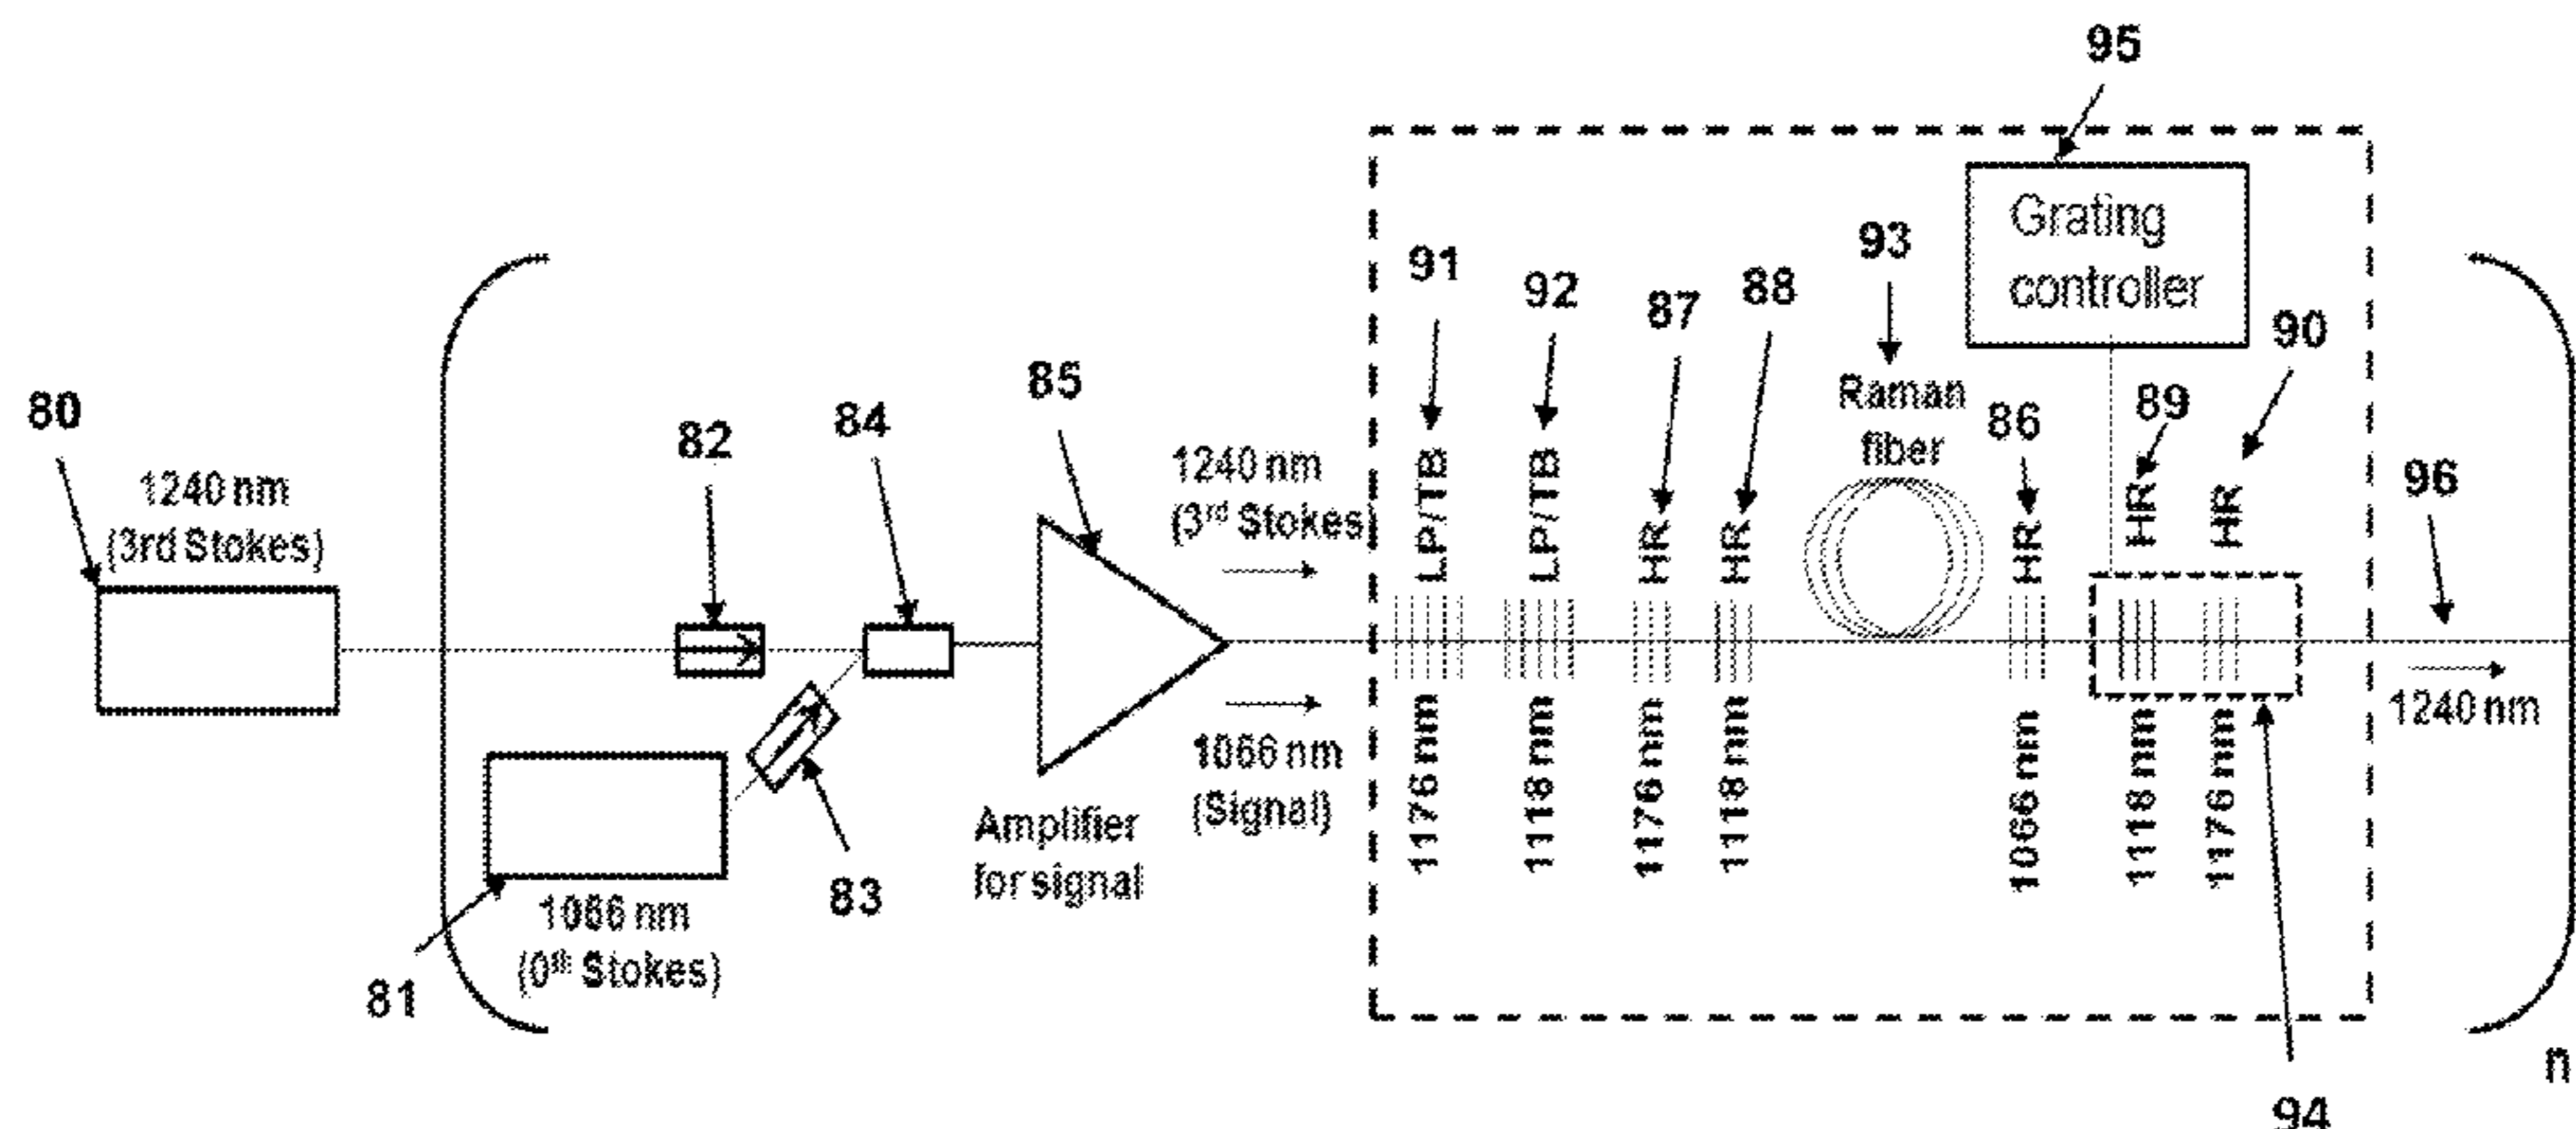 95
Grating
controller
91
92
87
88
93
90
80
82
84
85
1240 nm
(3rd Stokes)
1240 nm
(3rd Stokes
LP/TB
LP/TB
HR
HR
Raman
fiber
86
HR
89
HR
HR
96
1240 nm
81
1066 nm
(0th Stokes)
83
Amplifier
for signal
1066 nm
(Signal)
1176 nm
1118 nm
1176 nm
1118 nm
1066 nm
1118 nm
1176 nm
n
94